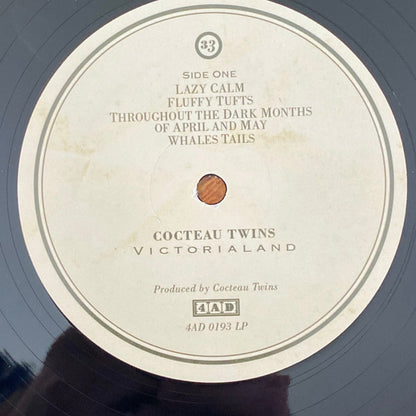 33
SIDE ONE
LAZY CALM
FLUFFY TUFTS
THROUGHOUT THE DARK MONTHS
OF APRIL AND MAY
WHALES TAILS
COCTEAU TWINS
VICTORIALAND
Produced by Cocteau Twins
4AD
4AD 0193 LP